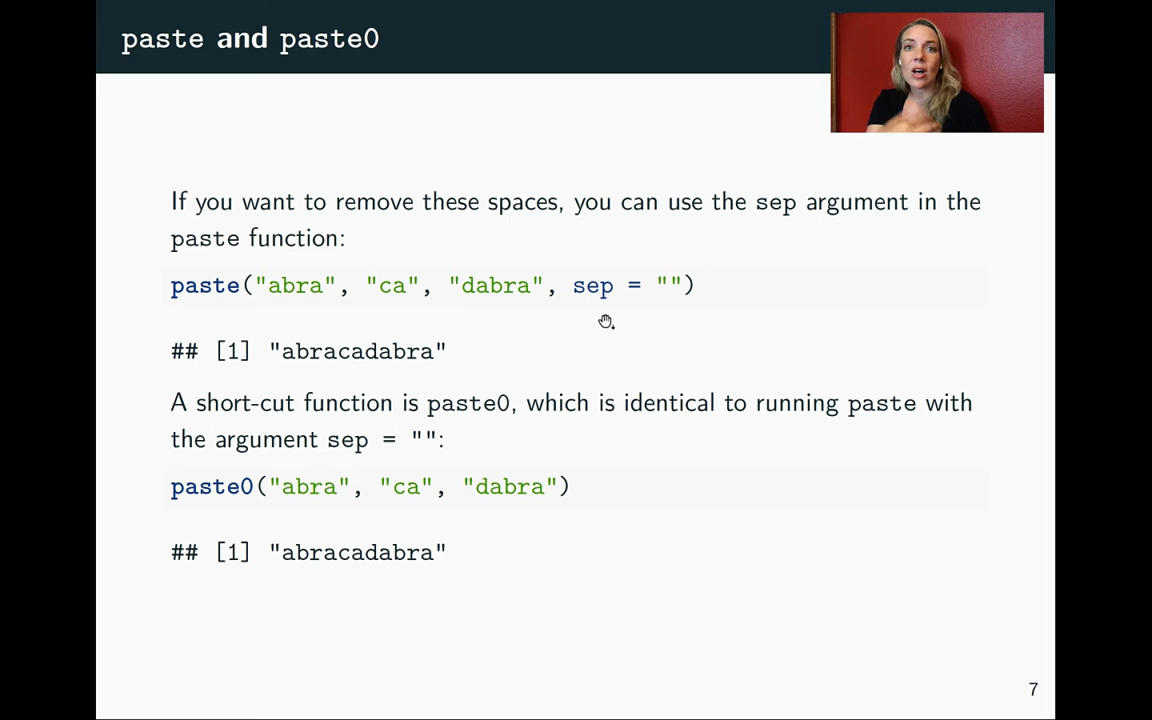 paste and paste0
If you want to remove these spaces, you can use the sep argument in the
paste function:
paste("abra", "ca", "dabra", sep = "")
## [1] "abracadabra"
A short-cut function is paste0, which is identical to running paste with
the argument sep = "":
paste0("abra", "ca", "dabra")
## [1] "abracadabra"
7